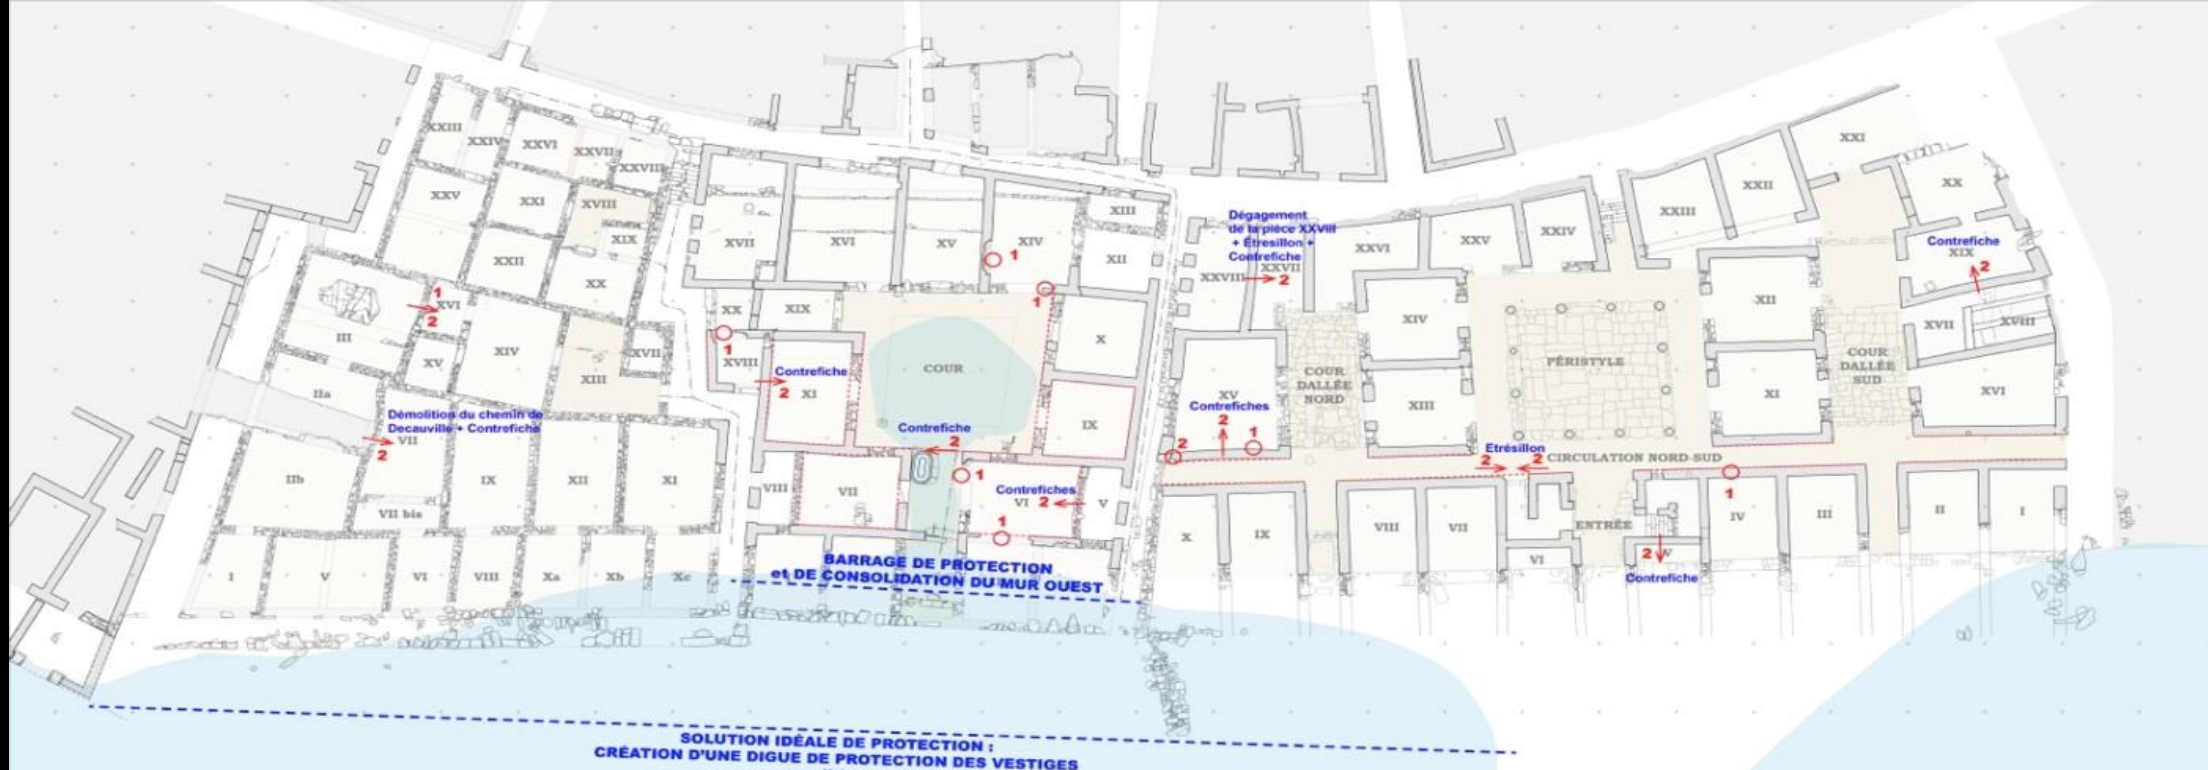 XXIII
XXIV
XXVI
XXVII
XXVIII
XXV
XXI
XVIII
XIX
XXII
XX
III
1
XVI
2
XV
XIV
XIII
XVII
IIa
Démolition du chemin de
Decauville + Contrefiche
VII
2
IIb
VII bis
IX
XII
XI
I
V
VI
VIII
Xa
Xb
Xc
XVII
XVI
XV
XIV
1
XIII
XII
1
XX
XIX
1
XVIII
Contrefiche
2
XI
COUR
X
IX
Contrefiche
2
1
VIII
VII
Contrefiches
VI
2
V
1
BARRAGE DE PROTECTION
et DE CONSOLIDATION DU MUR OUEST
Dégagement
de la pièce XXVIII
+ Étresillon +
Contrefiche
XXVIII
XXVII
2
XXVI
XXV
XXIV
XXIII
XXII
XXI
XX
Contrefiche
XIX
2
XIV
XIII
COUR
DALLÉE
NORD
XV
Contrefiches
2
1
2
PÉRISTYLE
XII
XI
COUR
DALLÉE
SUD
XVII
XVIII
XVI
Etrésillon
2
2
CIRCULATION NORD-SUD
1
X
IX
VIII
VII
VI
ENTRÉE
2
V
Contrefiche
IV
III
II
I
SOLUTION IDÉALE DE PROTECTION :
CRÉATION D'UNE DIGUE DE PROTECTION DES VESTIGES